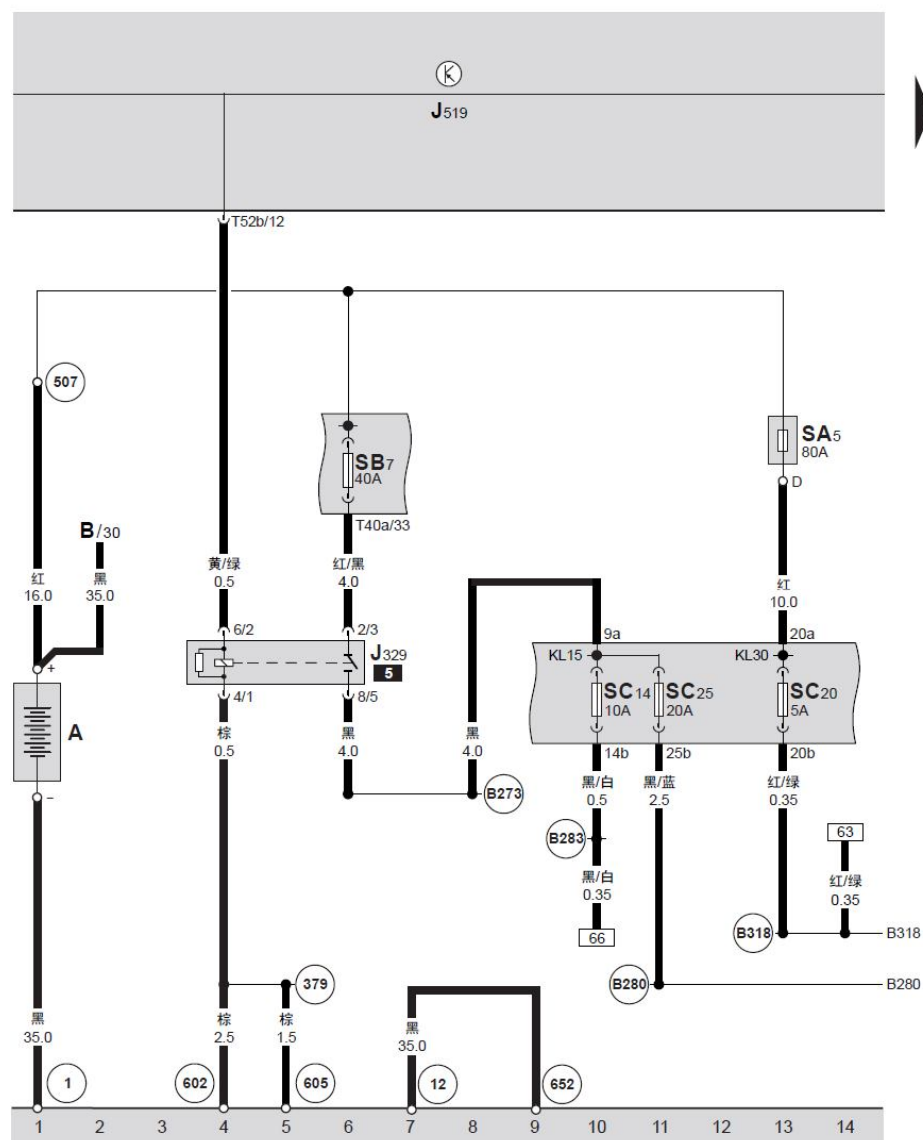 J519
T52b/12
507
SA5
80A
SB7
40A
D
T40a/33
B/30
黄/绿
0.5
红/黑
4.0
红
16.0
黑
35.0
红
10.0
6/2
2/3
9a
20a
+
J329
5
KL15
KL30
SC14
10A
SC25
20A
SC20
5A
A
4/1
8/5
棕
0.5
黑
4.0
黑
4.0
14b
25b
20b
−
B273
黑/白
0.5
黑/蓝
2.5
红/绿
0.35
B283
63
黑/白
0.35
红/绿
0.35
66
B318
B318
379
B280
B280
黑
35.0
棕
2.5
棕
1.5
黑
35.0
1
602
605
12
652
1 2 3 4 5 6 7 8 9 10 11 12 13 14